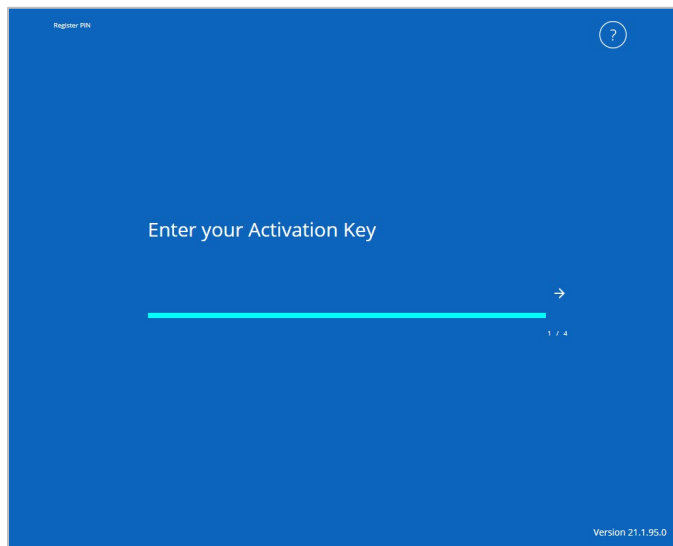 Register PIN
?
Enter your Activation Key
→
1 / 4
Version 21.1.95.0